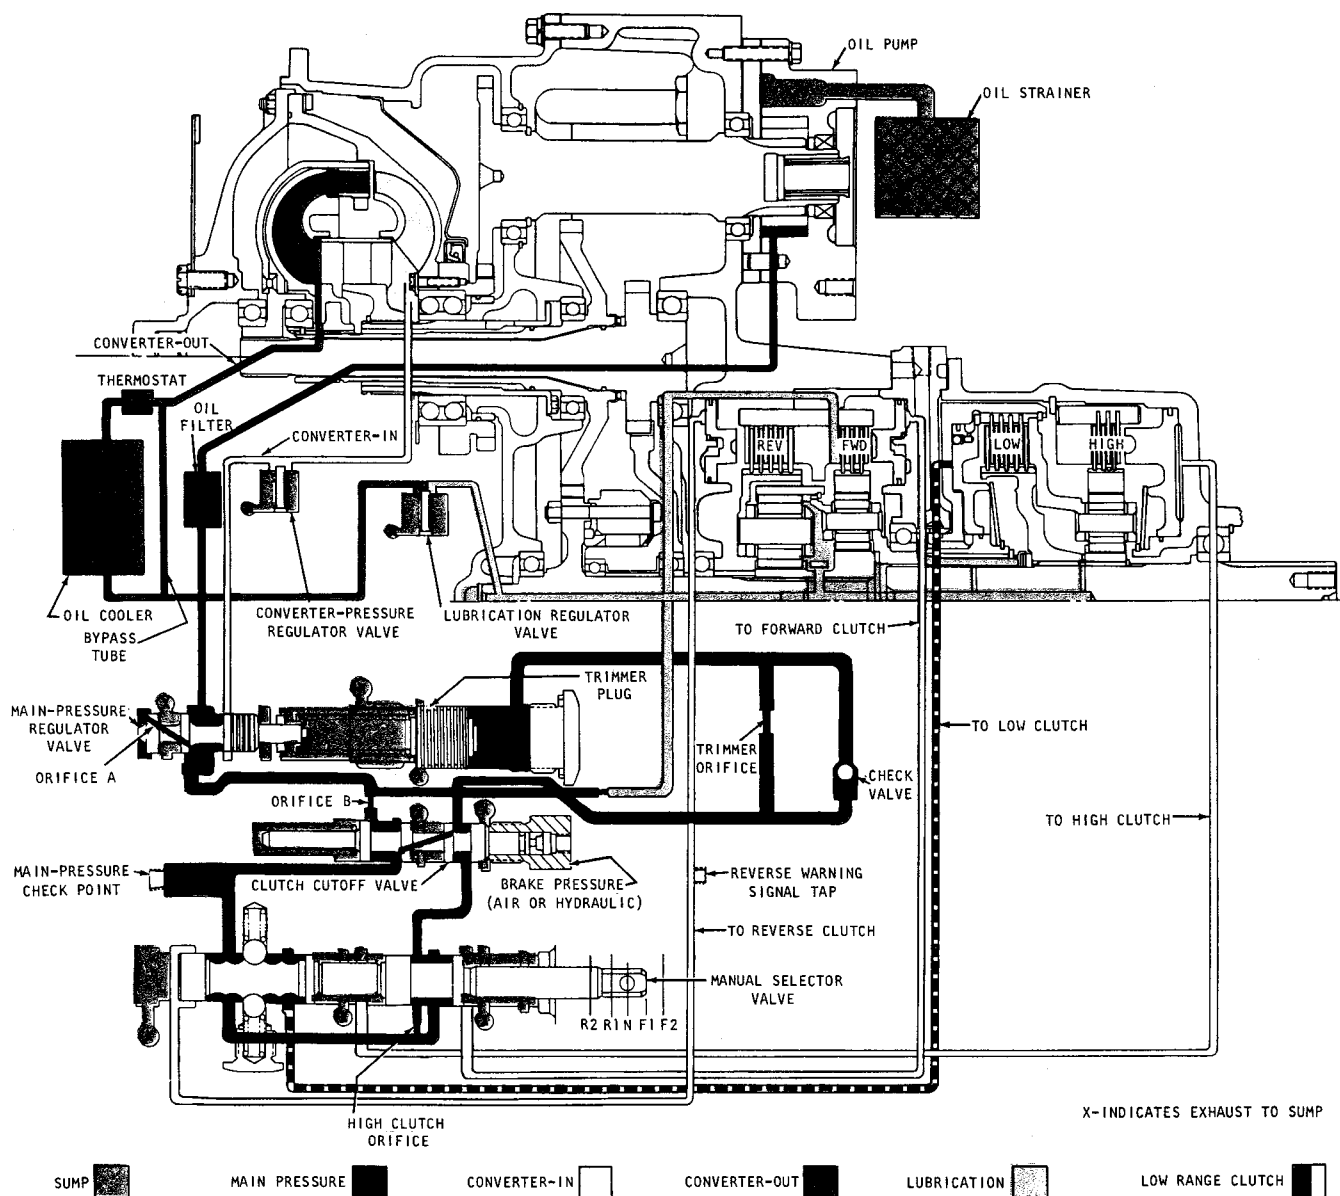 OIL PUMP
OIL STRAINER
CONVERTER-OUT
THERMOSTAT
OIL
FILTER
CONVERTER-IN
REV
FWD
LOW
HIGH
OIL COOLER
BYPASS
TUBE
CONVERTER-PRESSURE
REGULATOR VALVE
LUBRICATION REGULATOR
VALVE
TO FORWARD CLUTCH
TRIMMER
PLUG
MAIN-PRESSURE
REGULATOR
VALVE
ORIFICE A
TO LOW CLUTCH
TRIMMER
ORIFICE
CHECK
VALVE
ORIFICE B
TO HIGH CLUTCH
MAIN-PRESSURE
CHECK POINT
CLUTCH CUTOFF VALVE
BRAKE PRESSURE
(AIR OR HYDRAULIC)
REVERSE WARNING
SIGNAL TAP
TO REVERSE CLUTCH
MANUAL SELECTOR
VALVE
R2 R1 N F1 F2
HIGH CLUTCH
ORIFICE
X-INDICATES EXHAUST TO SUMP
SUMP
MAIN PRESSURE
CONVERTER-IN
CONVERTER-OUT
LUBRICATION
LOW RANGE CLUTCH